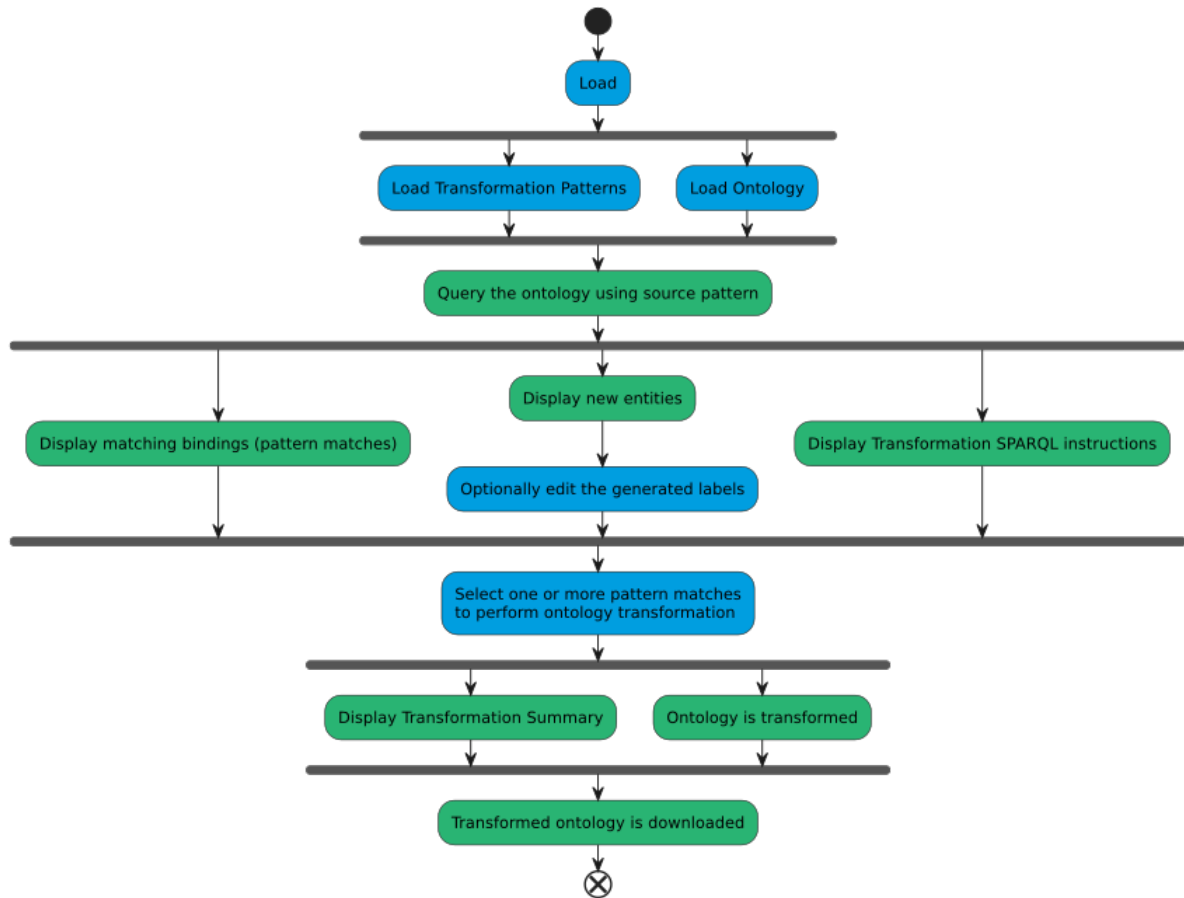 Load
Load Transformation Patterns
Load Ontology
Query the ontology using source pattern
Display new entities
Display matching bindings (pattern matches)
Display Transformation SPARQL instructions
Optionally edit the generated labels
Select one or more pattern matches
to perform ontology transformation
Display Transformation Summary
Ontology is transformed
Transformed ontology is downloaded